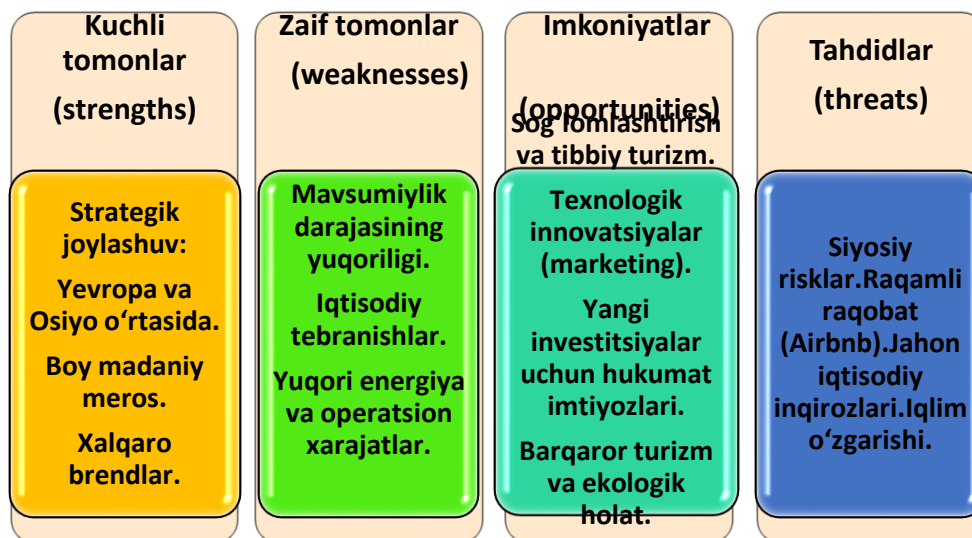 Kuchli
tomonlar
(strengths)
Strategik
joylashuv:
Yevropa va
Osiyo o‘rtasida.
Boy madaniy
meros.
Xalqaro
brendlar.
Zaif tomonlar
(weaknesses)
Mavsumiylik
darajasining
yuqoriligi.
Iqtisodiy
tebranishlar.
Yuqori energiya
va operatsion
xarajatlar.
Imkoniyatlar
(opportunities)
Sog‘lomlashtirish
va tibbiy turizm.
Texnologik
innovatsiyalar
(marketing).
Yangi
investitsiyalar
uchun hukumat
imtiyozlari.
Barqaror turizm
va ekologik
holat.
Tahdidlar
(threats)
Siyosiy
risklar.Raqamli
raqobat
(Airbnb).Jahon
iqtisodiy
inqirozlari.Iqlim
o‘zgarishi.